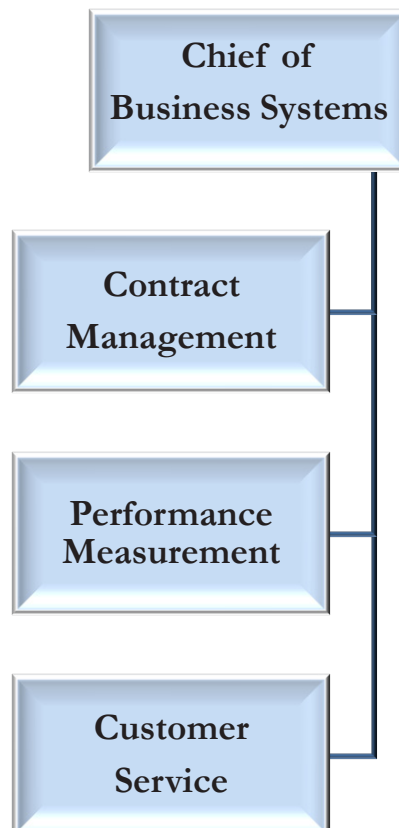 Chief of
Business Systems
Contract
Management
Performance
Measurement
Customer
Service